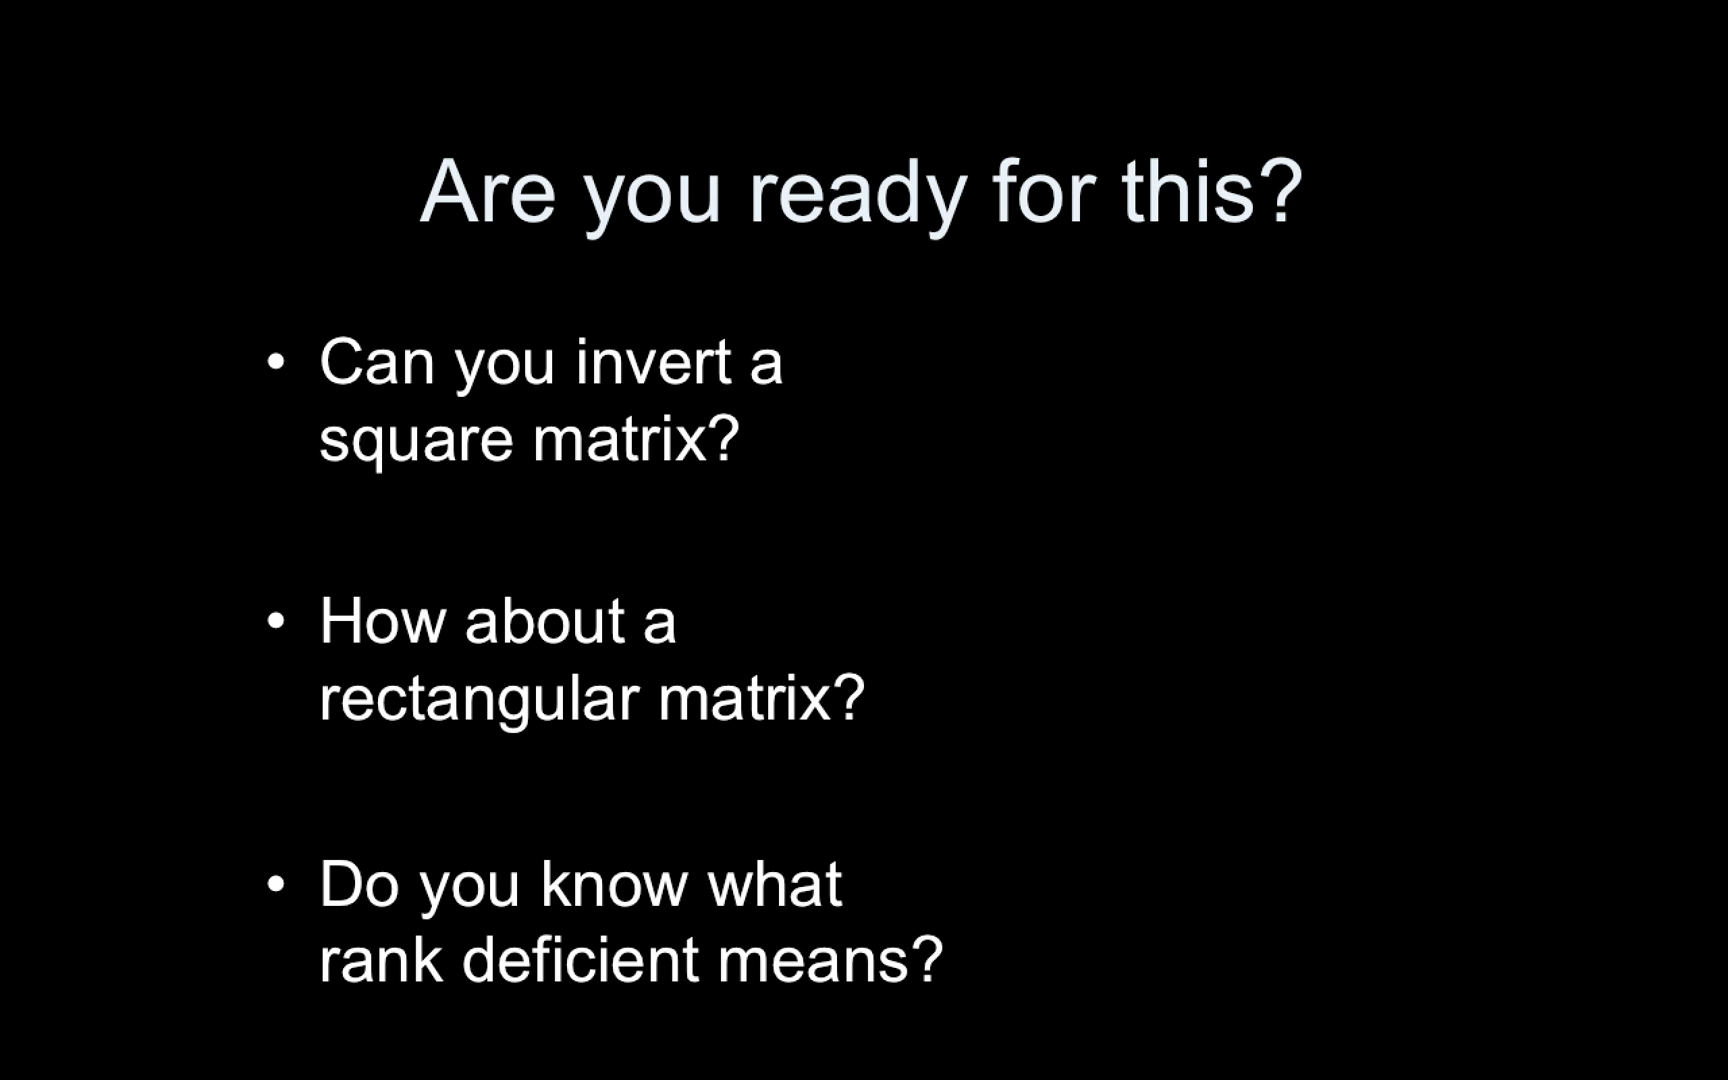 Are you ready for this?
• Can you invert a
square matrix?
• How about a
rectangular matrix?
• Do you know what
rank deficient means?